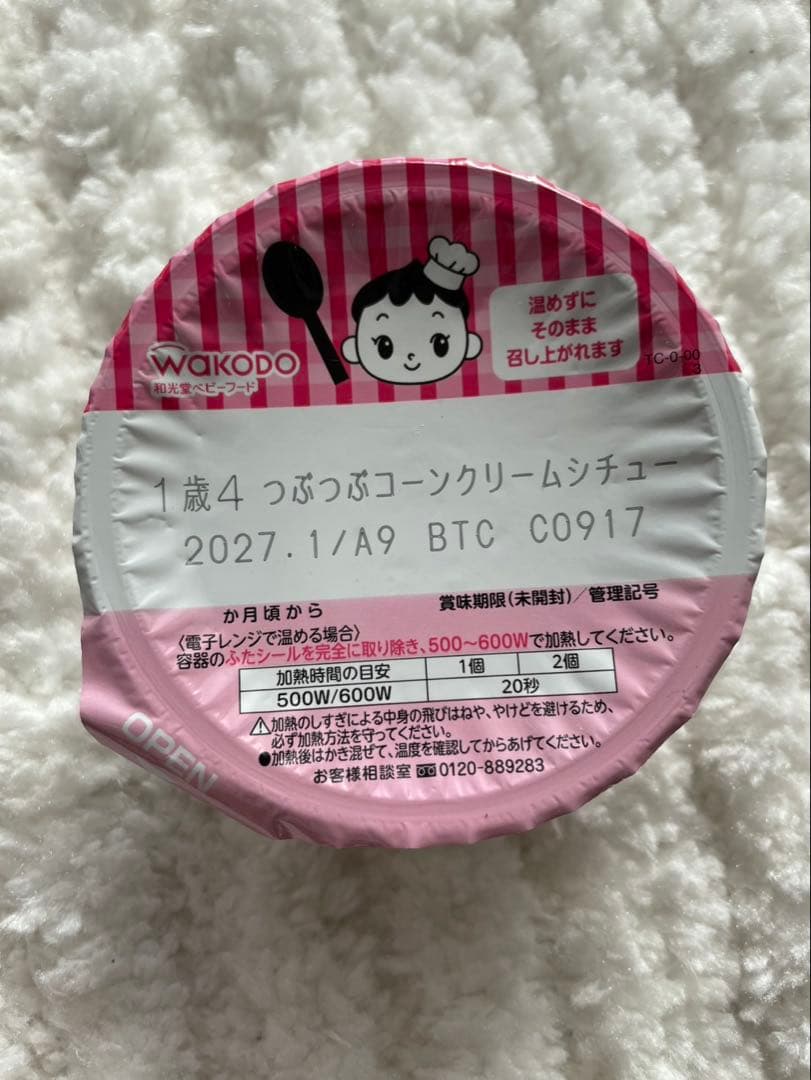 wakodo
和光堂ベビーフード
温めずに
そのまま
召し上がれます
TC-0-00
3
1歳4 つぶつぶコーンクリームシチュー
2027.1/A9 BTC C0917
か月頃から
賞味期限(未開封)/管理記号
〈電子レンジで温める場合〉
容器のふたシールを完全に取り除き、500〜600Wで加熱してください。
加熱時間の目安 1個 2個
500W/600W 20秒
⚠加熱のしすぎによる中身の飛びはねや、やけどを避けるため、
必ず加熱方法を守ってください。
●加熱後はかき混ぜて、温度を確認してからあげてください。
お客様相談室 0120-889283
OPEN